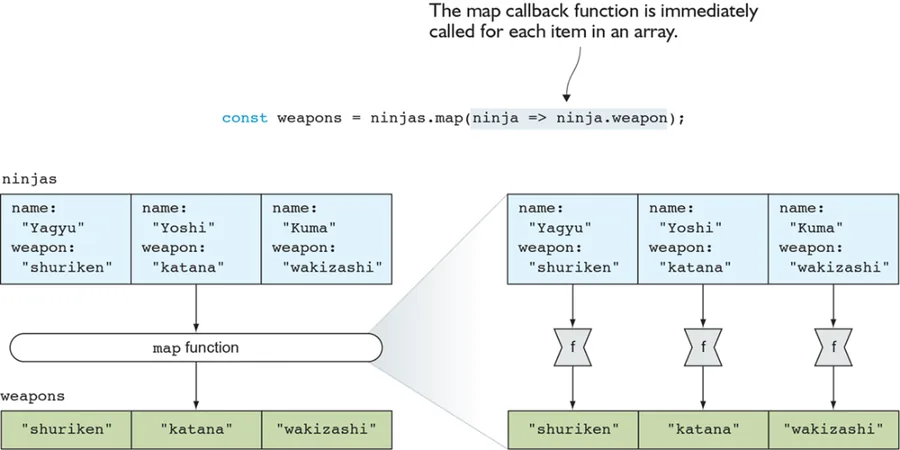 The map callback function is immediately
called for each item in an array.
const weapons = ninjas.map(ninja => ninja.weapon);
ninjas
name:
"Yagyu"
weapon:
"shuriken"
name:
"Yoshi"
weapon:
"katana"
name:
"Kuma"
weapon:
"wakizashi"
map function
weapons
"shuriken"
"katana"
"wakizashi"
name:
"Yagyu"
weapon:
"shuriken"
name:
"Yoshi"
weapon:
"katana"
name:
"Kuma"
weapon:
"wakizashi"
f
f
f
"shuriken"
"katana"
"wakizashi"